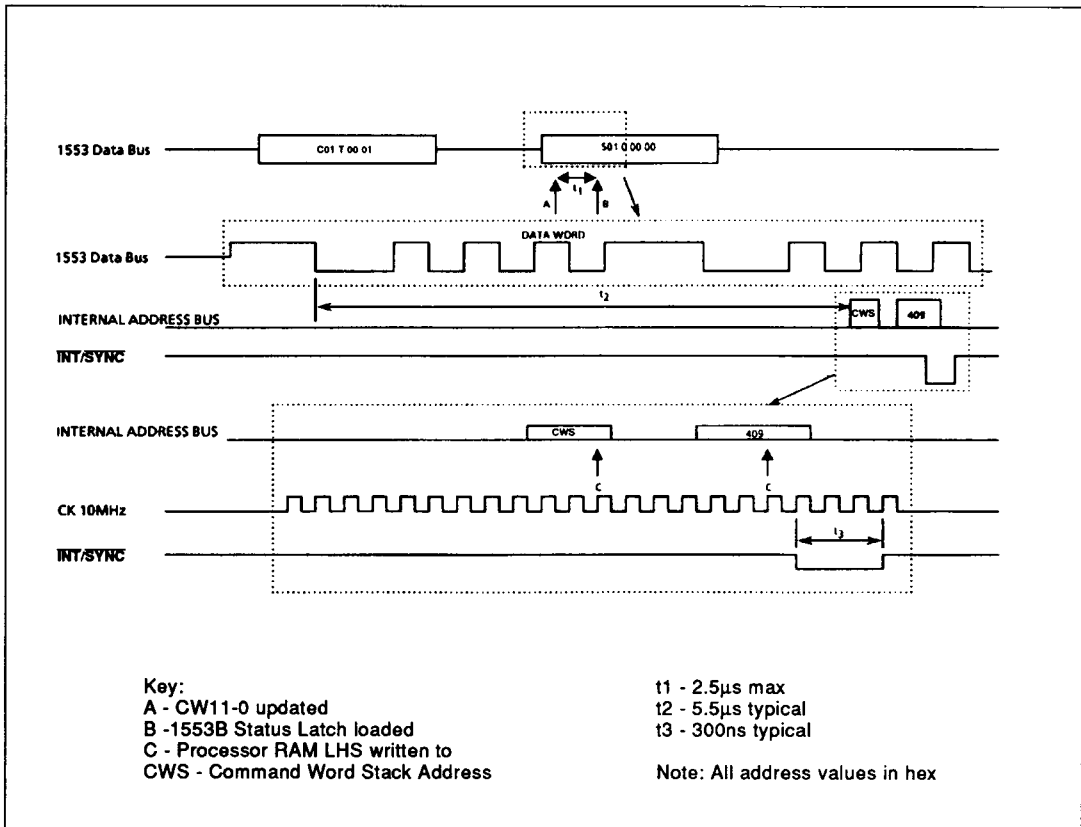 1553 Data Bus
C01 T 00 01
S01 0 00 00
t1
A
B
DATA WORD
1553 Data Bus
t2
INTERNAL ADDRESS BUS
CWS
409
INT/SYNC
INTERNAL ADDRESS BUS
CWS
409
C
C
CK 10MHz
t3
INT/SYNC
Key:
A - CW11-0 updated
B -1553B Status Latch loaded
C - Processor RAM LHS written to
CWS - Command Word Stack Address
t1 - 2.5µs max
t2 - 5.5µs typical
t3 - 300ns typical
Note: All address values in hex